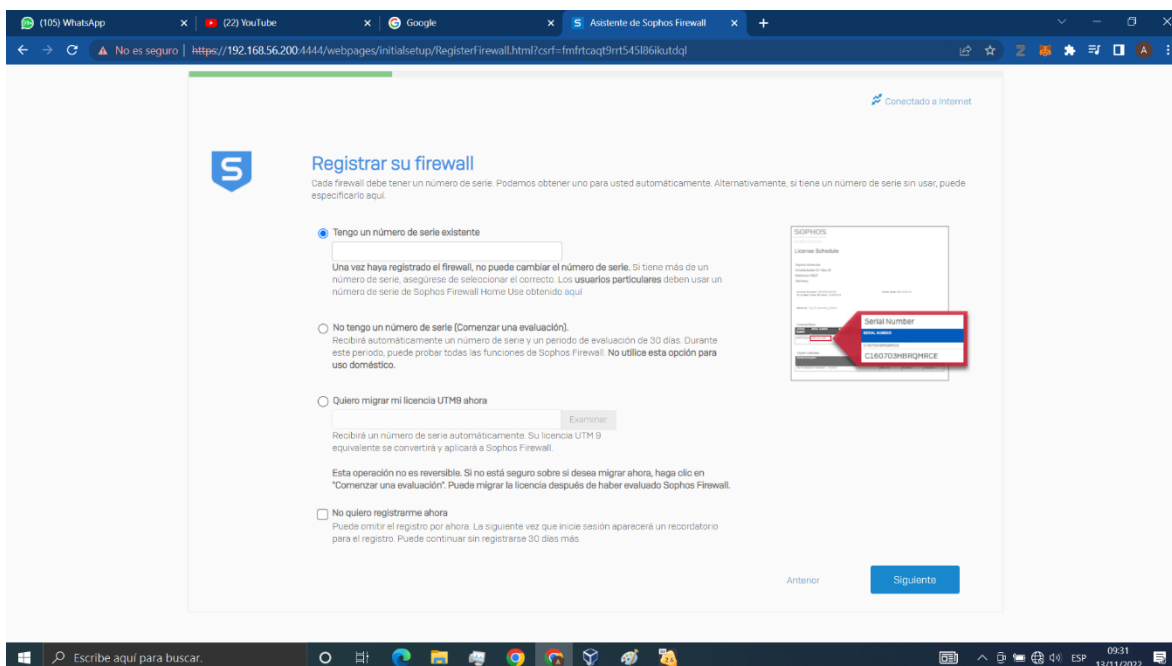 (105) WhatsApp
(22) YouTube
Google
Asistente de Sophos Firewall
No es seguro
https://192.168.56.200:4444/webpages/initialsetup/RegisterFirewall.html?csrf=fmfrtcaqt9rrt545l86ikutdql
A
Conectado a Internet
S
Registrar su firewall
Cada firewall debe tener un número de serie. Podemos obtener uno para usted automáticamente. Alternativamente, si tiene un número de serie sin usar, puede
especificarlo aquí.
Tengo un número de serie existente
Una vez haya registrado el firewall, no puede cambiar el número de serie. Si tiene más de un
número de serie, asegúrese de seleccionar el correcto. Los usuarios particulares deben usar un
número de serie de Sophos Firewall Home Use obtenido aquí
No tengo un número de serie (Comenzar una evaluación).
Recibirá automáticamente un número de serie y un periodo de evaluación de 30 días. Durante
este periodo, puede probar todas las funciones de Sophos Firewall. No utilice esta opción para
uso doméstico.
Quiero migrar mi licencia UTM9 ahora
Examinar
Recibirá un número de serie automáticamente. Su licencia UTM 9
equivalente se convertirá y aplicará a Sophos Firewall.
Esta operación no es reversible. Si no está seguro sobre si desea migrar ahora, haga clic en
"Comenzar una evaluación". Puede migrar la licencia después de haber evaluado Sophos Firewall.
No quiero registrarme ahora
Puede omitir el registro por ahora. La siguiente vez que inicie sesión aparecerá un recordatorio
para el registro. Puede continuar sin registrarse 30 días más.
SOPHOS
License Schedule
Serial Number
SERIAL NUMBER
C160703HBRQMRCE
Anterior
Siguiente
Escribe aquí para buscar.
ESP
09:31
13/11/2022